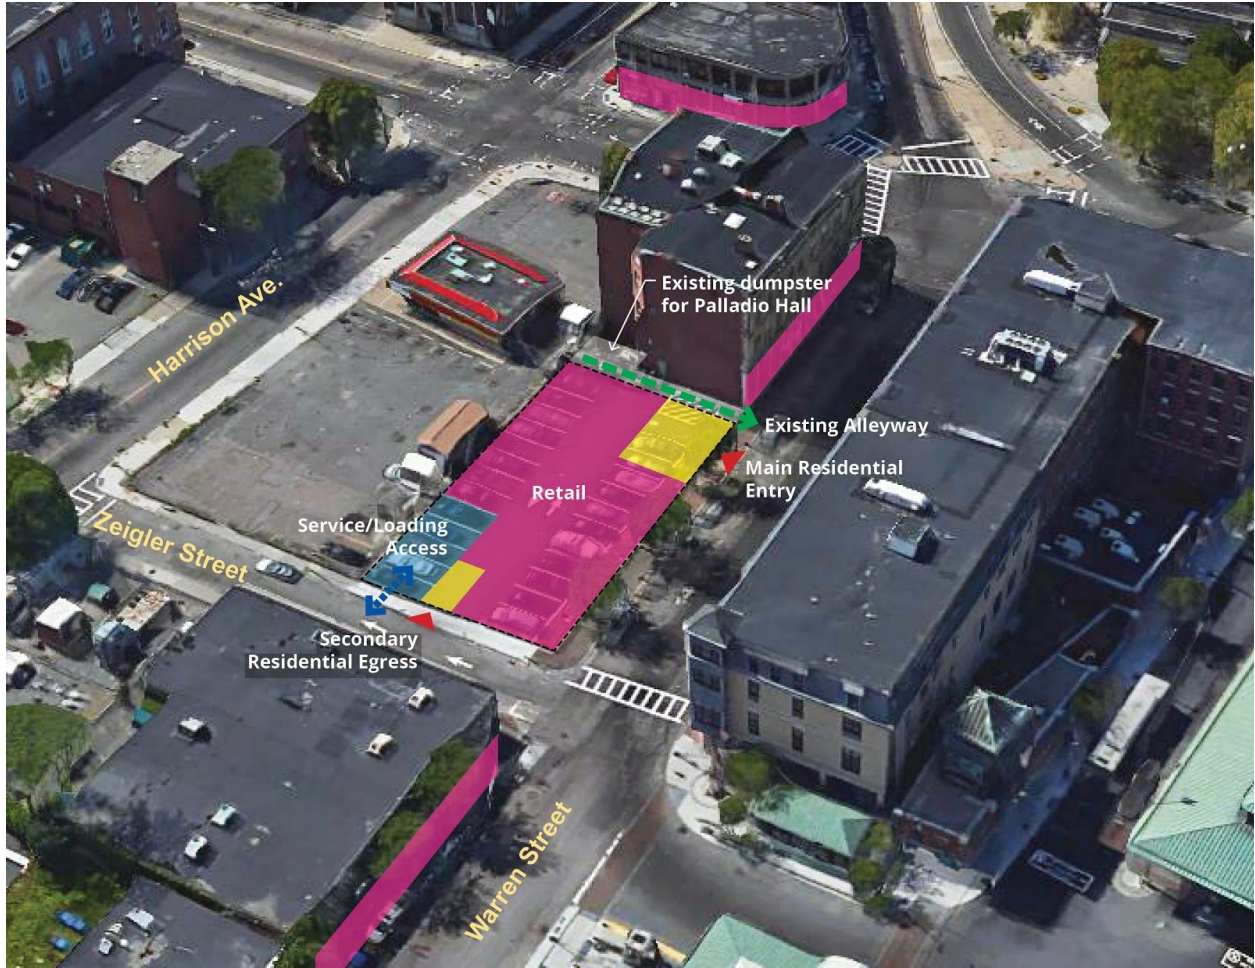 Existing dumpster
for Palladio Hall
Harrison Ave.
Existing Alleyway
Main Residential
Entry
Retail
Service/Loading
Access
Zeigler Street
Secondary
Residential Egress
Warren Street